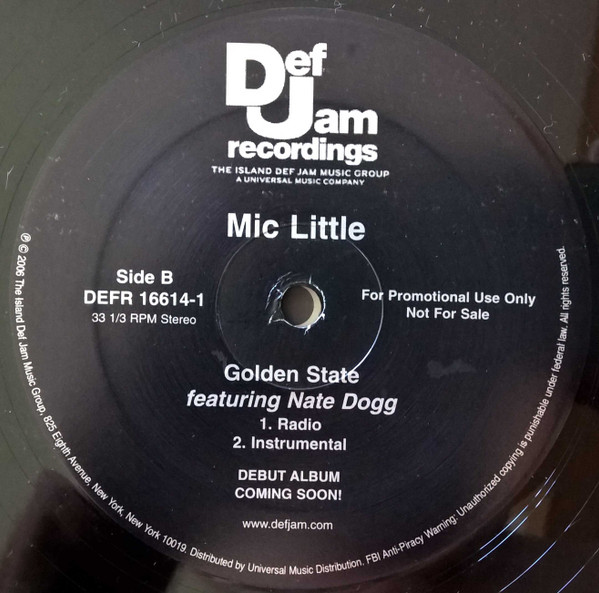 Def
Jam
recordings
THE ISLAND DEF JAM MUSIC GROUP
A UNIVERSAL MUSIC COMPANY
Mic Little
Side B
DEFR 16614-1
33 1/3 RPM Stereo
For Promotional Use Only
Not For Sale
Golden State
featuring Nate Dogg
1. Radio
2. Instrumental
DEBUT ALBUM
COMING SOON!
www.defjam.com
℗ © 2006 The Island Def Jam Music Group, 825 Eighth Avenue, New York, New York 10019. Distributed by Universal Music Distribution. FBI Anti-Piracy Warning: Unauthorized copying is punishable under federal law. All rights reserved.